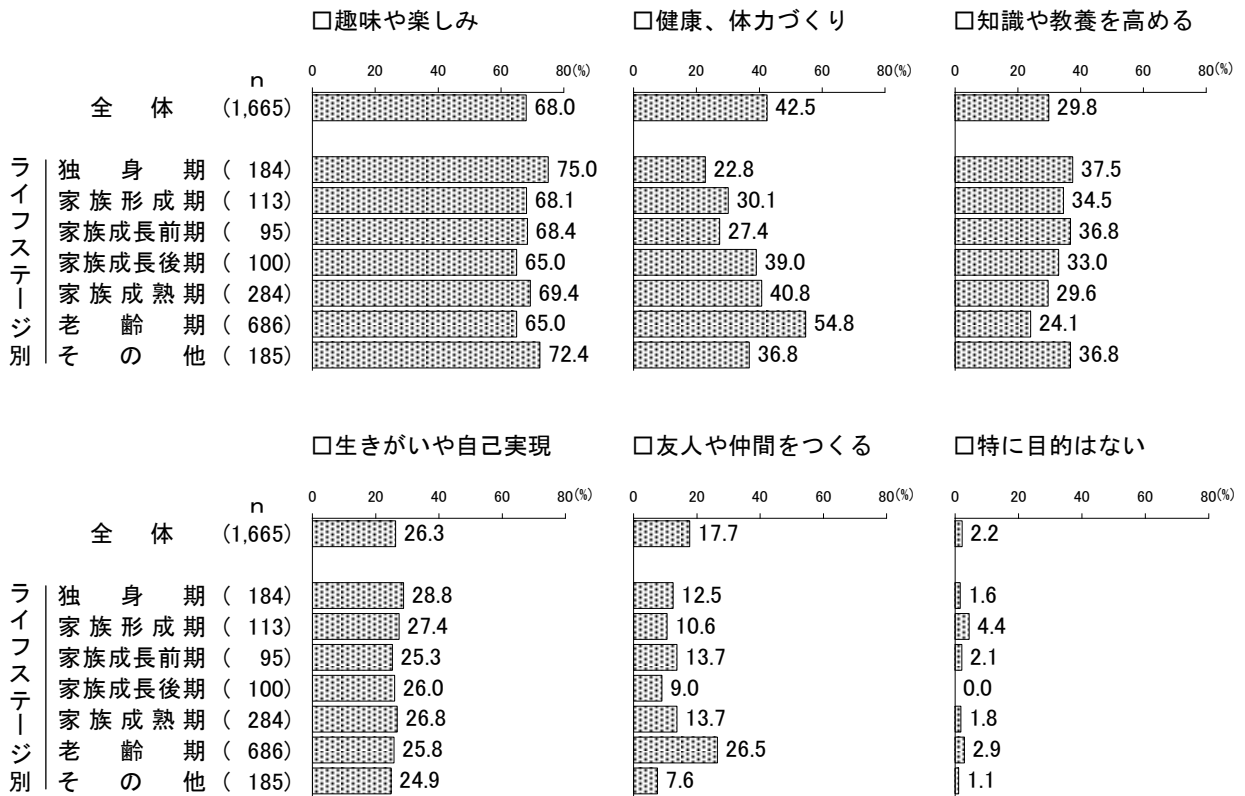 □趣味や楽しみ □健康、体力づくり □知識や教養を高める
0 20 40 60 80(%) 0 20 40 60 80(%) 0 20 40 60 80(%)
n
全体 (1,665) 68.0 42.5 29.8
ライフステージ別
独身期 ( 184) 75.0 22.8 37.5
家族形成期 ( 113) 68.1 30.1 34.5
家族成長前期 ( 95) 68.4 27.4 36.8
家族成長後期 ( 100) 65.0 39.0 33.0
家族成熟期 ( 284) 69.4 40.8 29.6
老齢期 ( 686) 65.0 54.8 24.1
その他 ( 185) 72.4 36.8 36.8
□生きがいや自己実現 □友人や仲間をつくる □特に目的はない
0 20 40 60 80(%) 0 20 40 60 80(%) 0 20 40 60 80(%)
n
全体 (1,665) 26.3 17.7 2.2
ライフステージ別
独身期 ( 184) 28.8 12.5 1.6
家族形成期 ( 113) 27.4 10.6 4.4
家族成長前期 ( 95) 25.3 13.7 2.1
家族成長後期 ( 100) 26.0 9.0 0.0
家族成熟期 ( 284) 26.8 13.7 1.8
老齢期 ( 686) 25.8 26.5 2.9
その他 ( 185) 24.9 7.6 1.1